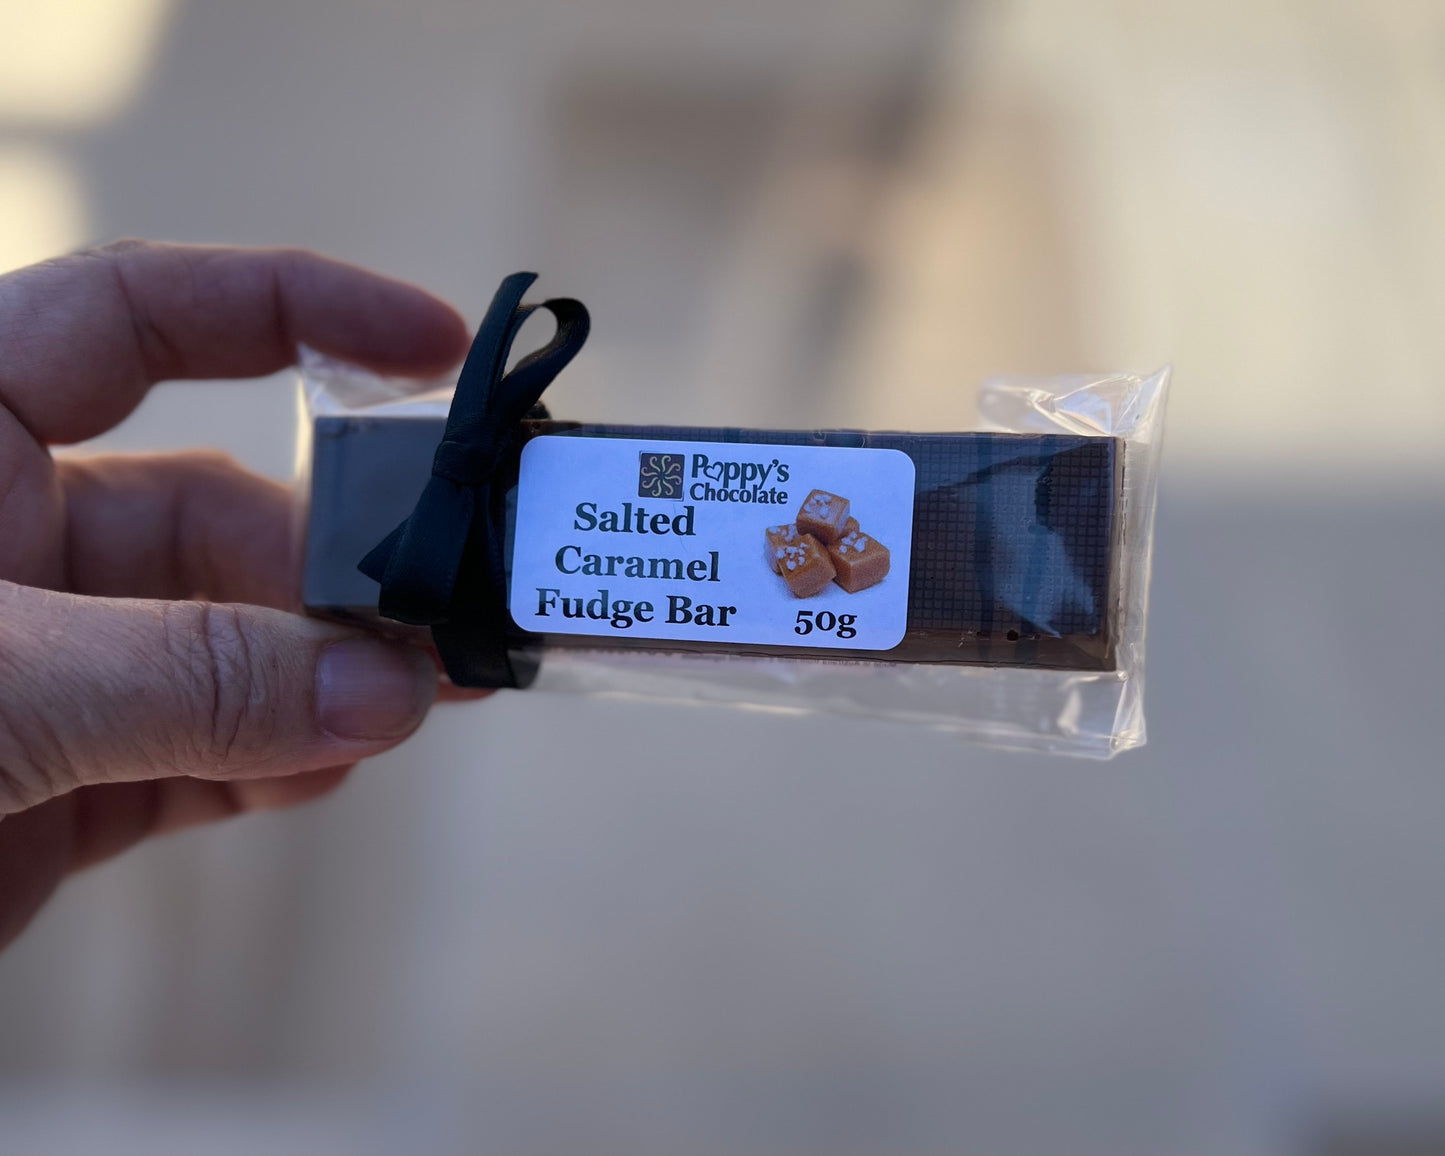 Poppy's
Chocolate
Salted
Caramel
Fudge Bar
50g